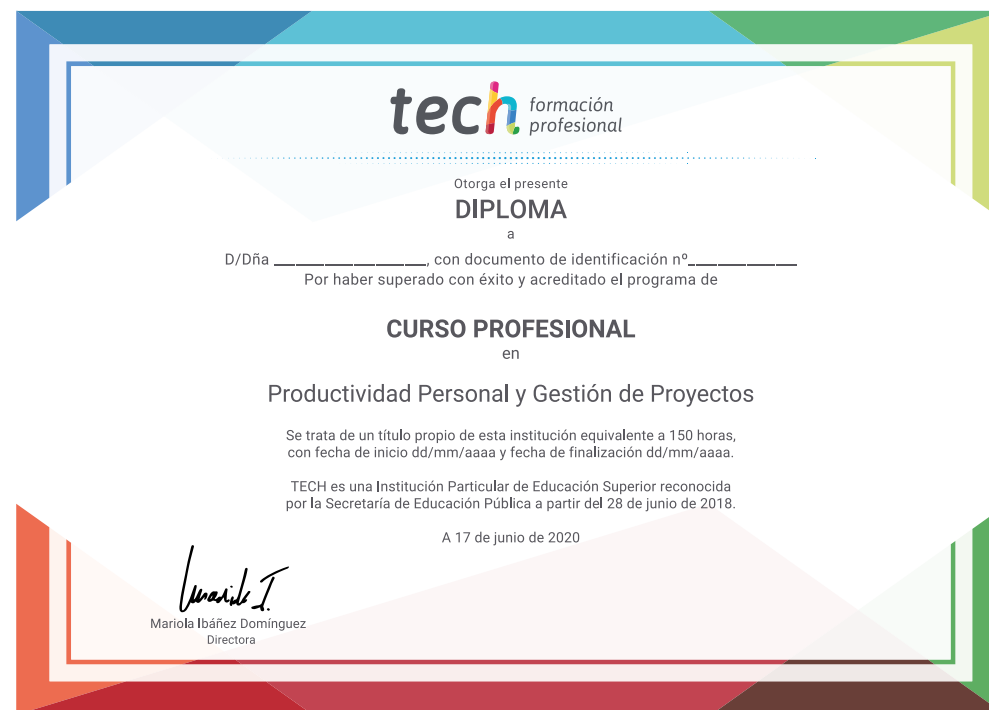 tech formación
profesional
Otorga el presente
DIPLOMA
a
D/Dña ________________, con documento de identificación nº___________
Por haber superado con éxito y acreditado el programa de
CURSO PROFESIONAL
en
Productividad Personal y Gestión de Proyectos
Se trata de un título propio de esta institución equivalente a 150 horas,
con fecha de inicio dd/mm/aaaa y fecha de finalización dd/mm/aaaa.
TECH es una Institución Particular de Educación Superior reconocida
por la Secretaría de Educación Pública a partir del 28 de junio de 2018.
A 17 de junio de 2020
Mariola Ibáñez Domínguez
Directora